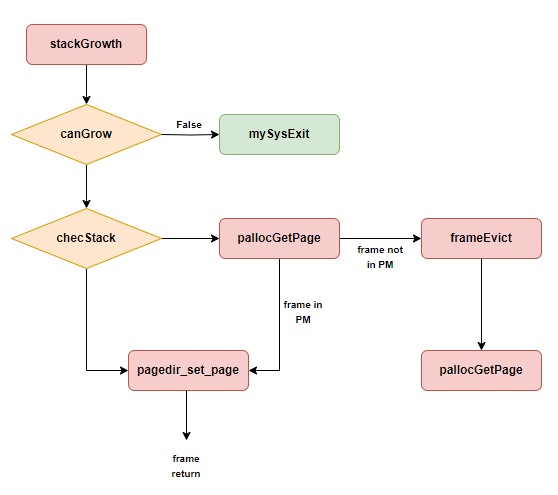 stackGrowth
canGrow
False
mySysExit
checStack
pallocGetPage
frame not
in PM
frameEvict
frame in
PM
pagedir_set_page
pallocGetPage
frame
return